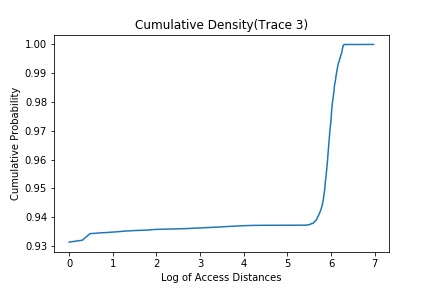 Cumulative Density(Trace 3)
1.00
0.99
0.98
0.97
0.96
0.95
0.94
0.93
Cumulative Probability
0 1 2 3 4 5 6 7
Log of Access Distances